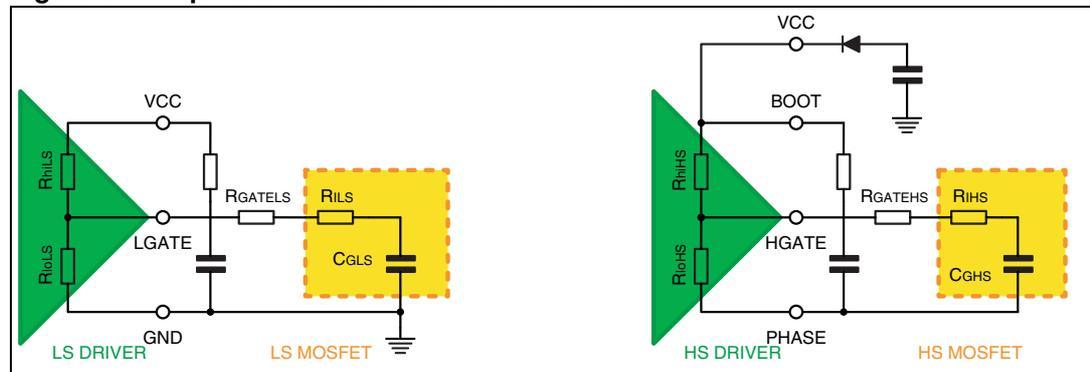 VCC
RhiLS
RGATELS
RILS
LGATE
CGLS
RloLS
GND
LS DRIVER
LS MOSFET
VCC
BOOT
RhiHS
RGATEHS
RIHS
HGATE
CGHS
RloHS
PHASE
HS DRIVER
HS MOSFET